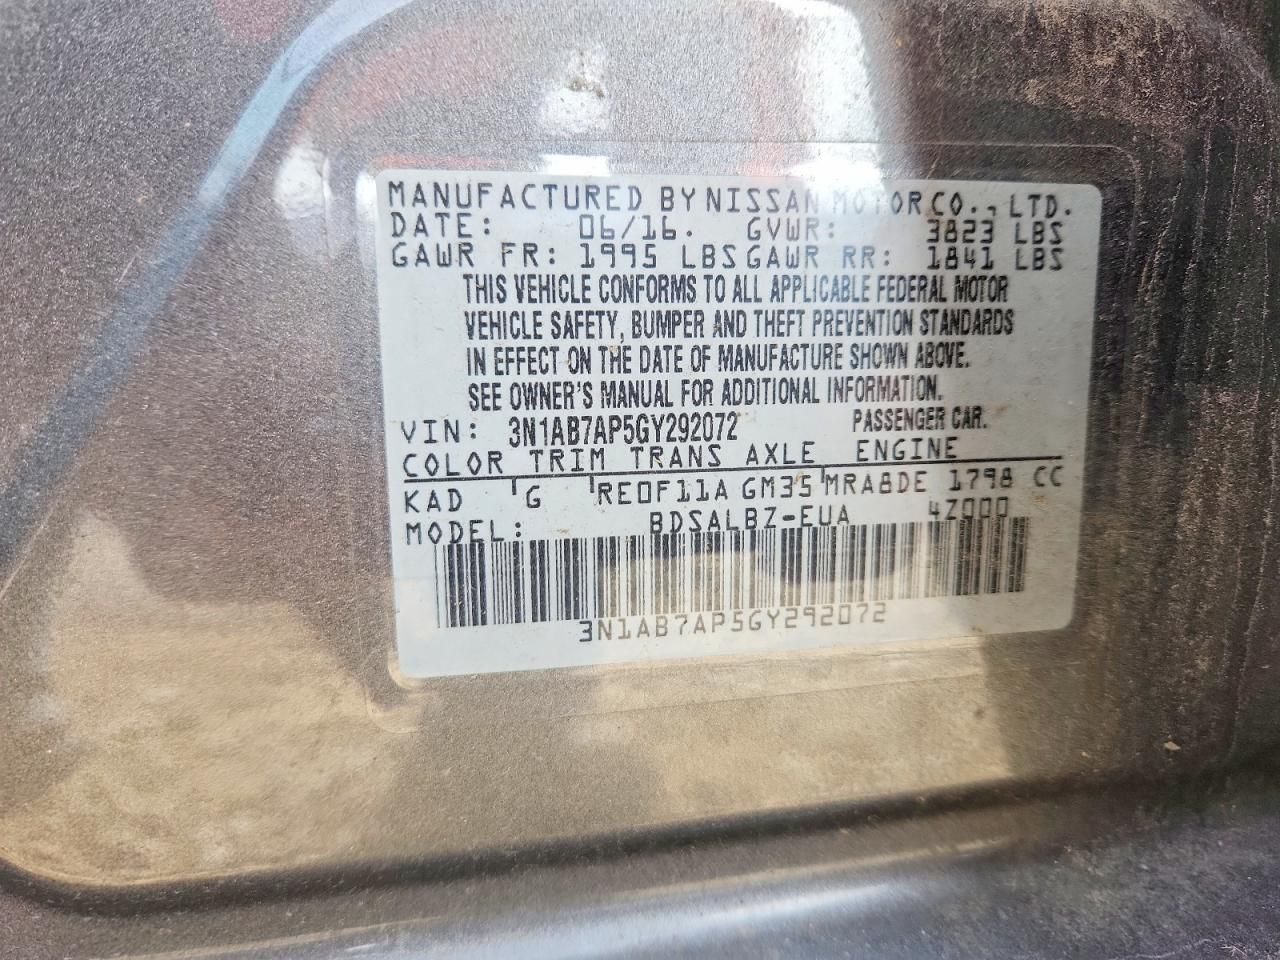 MANUFACTURED BY NISSAN MOTOR CO., LTD.
DATE: 06/16. GVWR: 3823 LBS
GAWR FR: 1995 LBS GAWR RR: 1841 LBS
THIS VEHICLE CONFORMS TO ALL APPLICABLE FEDERAL MOTOR
VEHICLE SAFETY, BUMPER AND THEFT PREVENTION STANDARDS
IN EFFECT ON THE DATE OF MANUFACTURE SHOWN ABOVE.
SEE OWNER'S MANUAL FOR ADDITIONAL INFORMATION.
VIN: 3N1AB7AP5GY292072 PASSENGER CAR.
COLOR TRIM TRANS AXLE ENGINE
KAD G RE0F11A GM35 MRA8DE 1798 CC
MODEL: BDSALBZ-EUA 4Z000
3N1AB7AP5GY292072